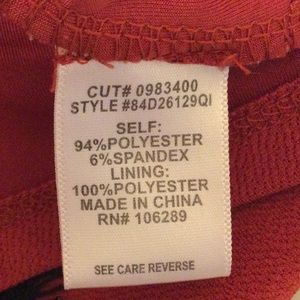 CUT# 0983400
STYLE #84D26129QI
SELF:
94%POLYESTER
6%SPANDEX
LINING:
100%POLYESTER
MADE IN CHINA
RN# 106289
SEE CARE REVERSE